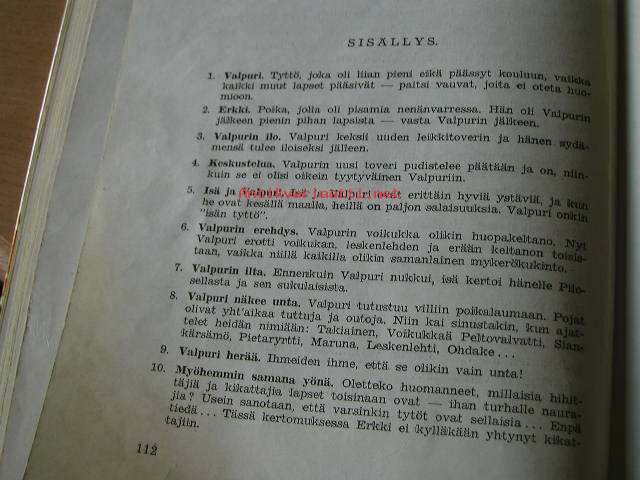 SISÄLLYS.
1. Valpuri. Tyttö, joka oli liian pieni eikä päässyt kouluun, vaikka
kaikki muut lapset pääsivät — paitsi vauvat, joita ei oteta huo-
mioon.
2. Erkki. Poika, jolla oli pisamia nenänvarressa. Hän oli Valpurin
jälkeen pienin pihan lapsista — vasta Valpurin jälkeen.
3. Valpurin ilo. Valpuri keksii uuden leikkitoverin ja hänen sydä-
mensä tulee iloiseksi jälleen.
4. Keskustelua. Valpurin uusi toveri pudistelee päätään ja on, niin-
kuin se ei olisi oikein tyytyväinen Valpuriin.
5. Isä ja Valpuri. Isä ja Valpuri ovat erittäin hyviä ystäviä, ja kun
he ovat kesällä maalla, heillä on paljon salaisuuksia. Valpuri onkin
"isän tyttö".
6. Valpurin erehdys. Valpurin voikukka olikin huopakeltano. Nyt
Valpuri erotti voikukan, leskenlehden ja erään keltanon toisis-
taan, vaikka niillä kaikilla olikin samanlainen mykerökukinto.
7. Valpurin ilta. Ennenkuin Valpuri nukkui, isä kertoi hänelle Piio-
sellasta ja sen sukulaisista.
8. Valpuri näkee unta. Valpuri tutustuu villiin poikalaumaan. Pojat
olivat yht'aikaa tuttuja ja outoja. Niin kai sinustakin, kun ajat-
telet heidän nimiään: Takiainen, Voikukkaa Peltovalvatti, Sian-
kärsämö, Pietaryrtti, Maruna, Leskenlehti, Ohdake...
9. Valpuri herää. Ihmeiden ihme, että se olikin vain unta!
10. Myöhemmin samana yönä. Oletteko huomanneet, millaisia hihit-
täjiä ja kikattajia lapset toisinaan ovat — ihan turhalle naura-
jia? Usein sanotaan, että varsinkin tytöt ovat sellaisia... Enpä
tiedä... Tässä kertomuksessa Erkki ei kylläkään yhtynyt kikat-
tajiin.
112